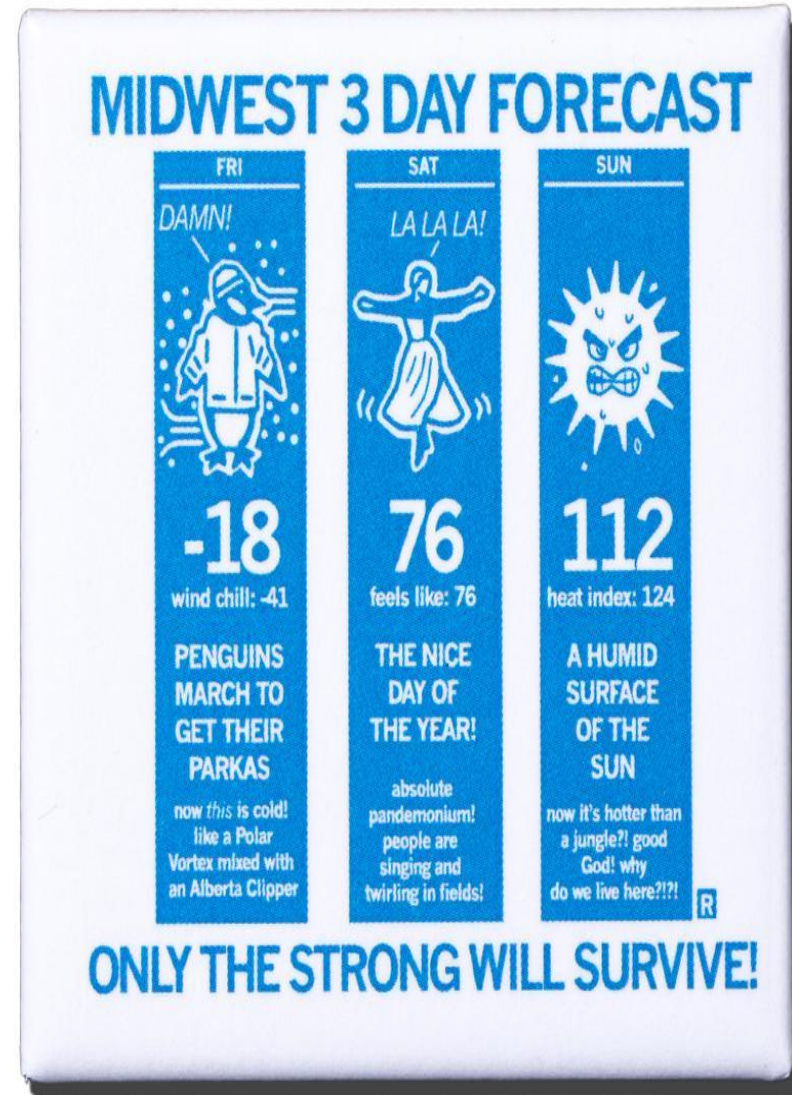 MIDWEST 3 DAY FORECAST
FRI
DAMN!
-18
wind chill: -41
PENGUINS
MARCH TO
GET THEIR
PARKAS
now this is cold!
like a Polar
Vortex mixed with
an Alberta Clipper
SAT
LA LA LA!
76
feels like: 76
THE NICE
DAY OF
THE YEAR!
absolute
pandemonium!
people are
singing and
twirling in fields!
SUN
112
heat index: 124
A HUMID
SURFACE
OF THE
SUN
now it's hotter than
a jungle?! good
God! why
do we live here?!?!
R
ONLY THE STRONG WILL SURVIVE!